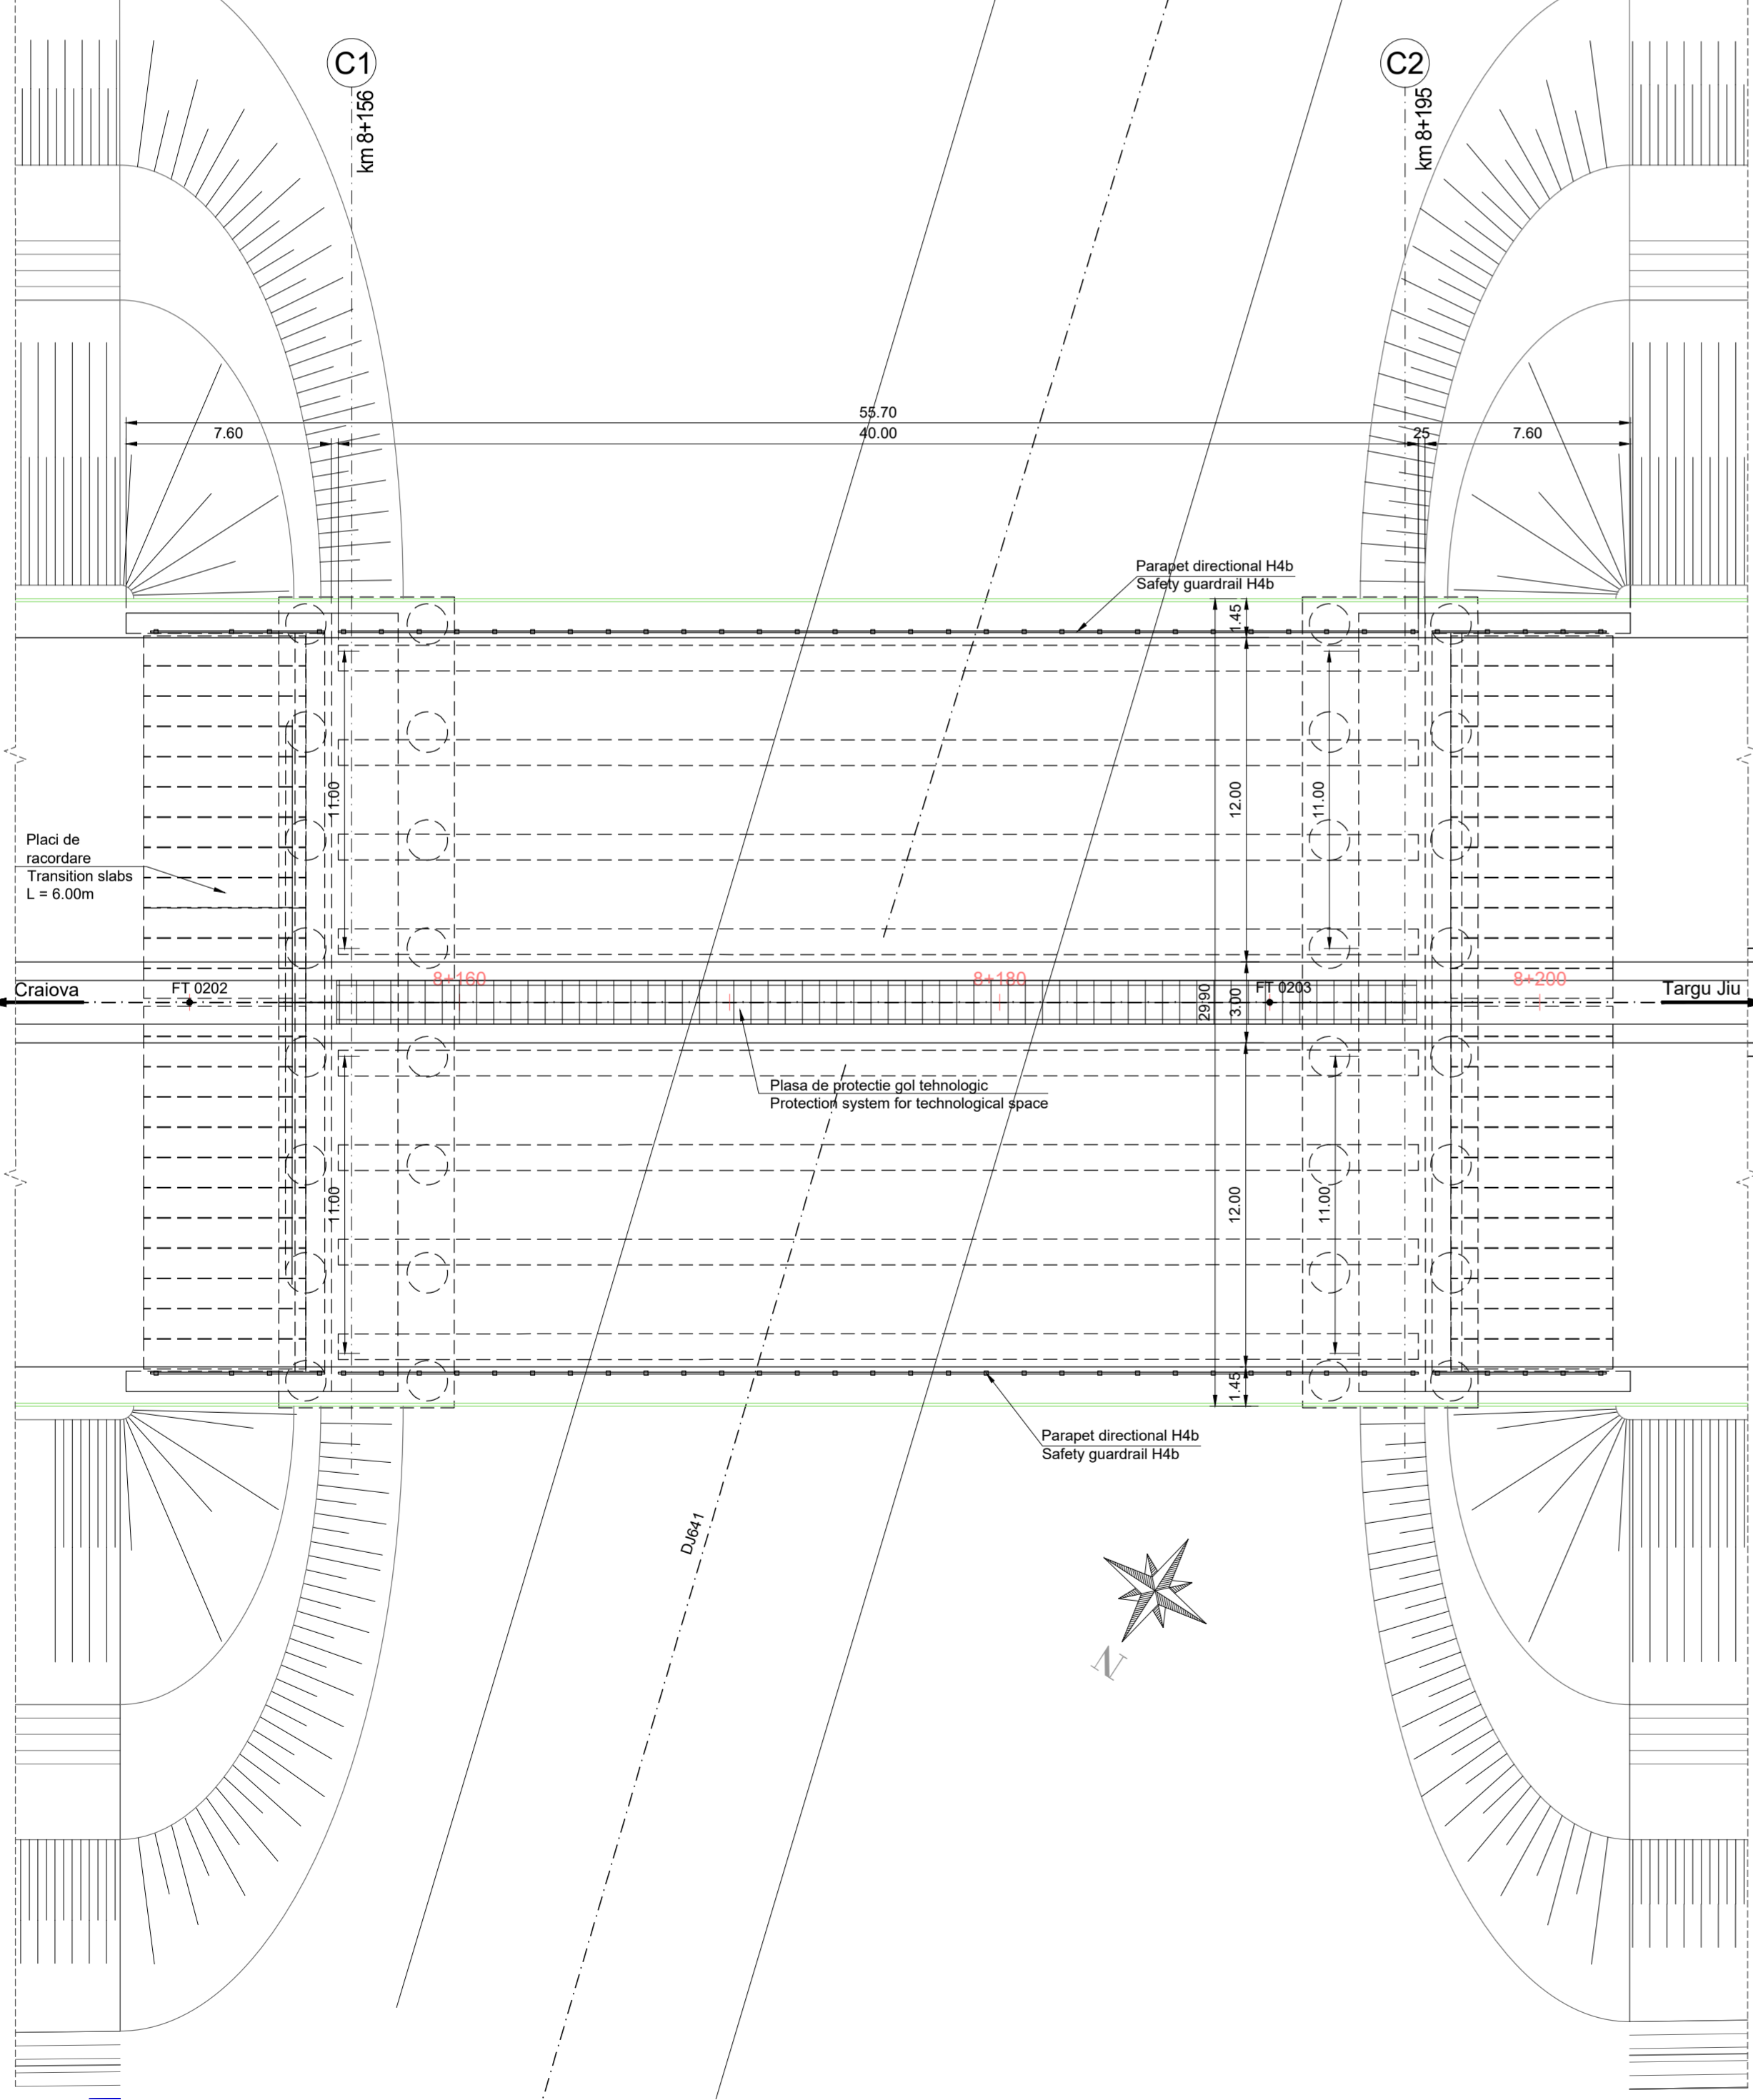 C1
km 8+156
C2
km 8+195
55.70
7.60
40.00
25
7.60
Parapet directional H4b
Safety guardrail H4b
1.45
11.00
12.00
11.00
Placi de
racordare
Transition slabs
L = 6.00m
8+160
8+180
8+200
Craiova
FT 0202
29.90
3.00
FT 0203
Targu Jiu
Plasa de protectie gol tehnologic
Protection system for technological space
11.00
12.00
11.00
1.45
Parapet directional H4b
Safety guardrail H4b
DJ641
N